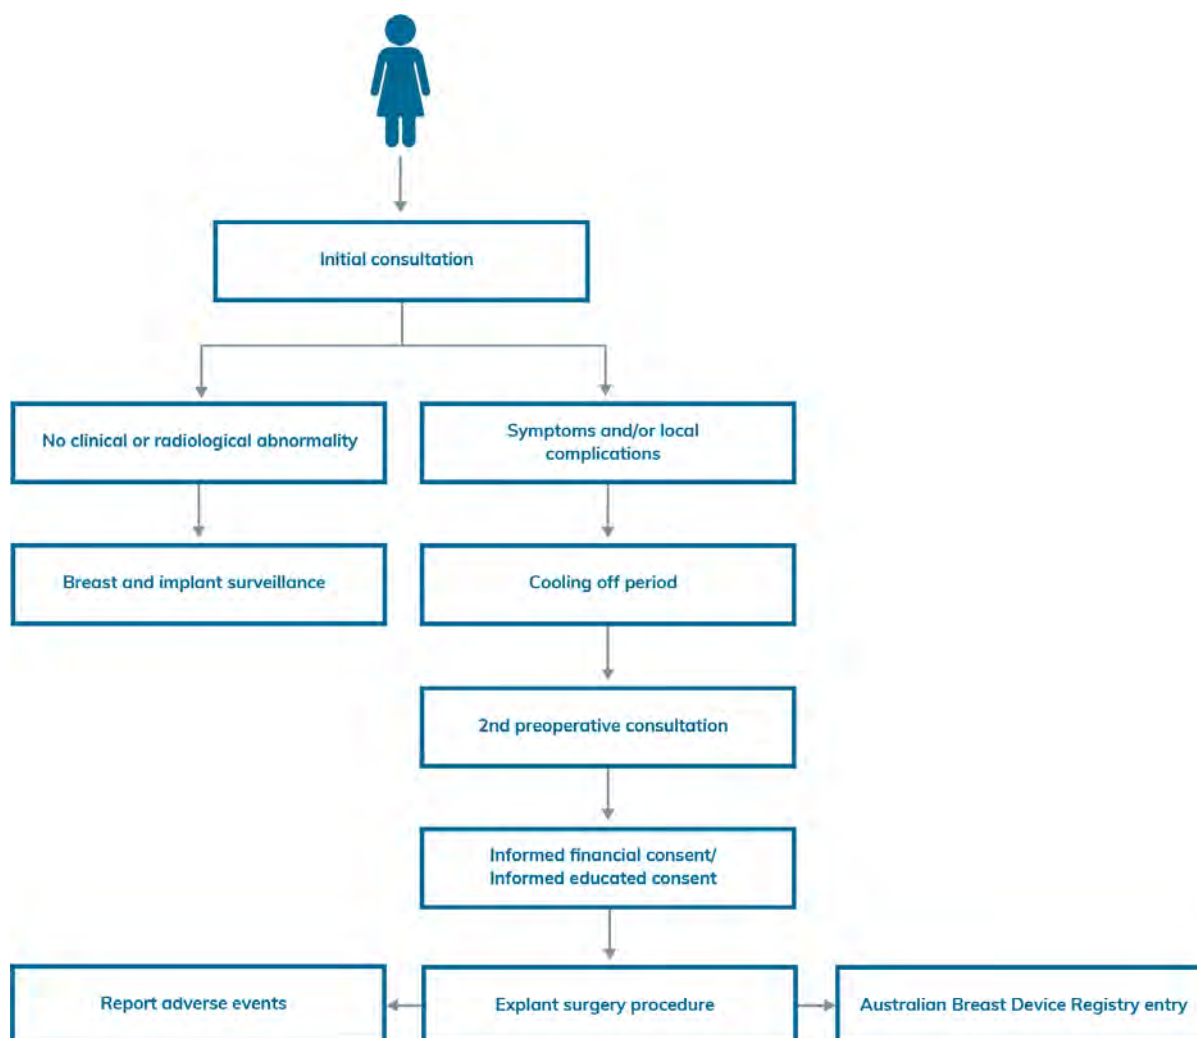 Initial consultation
No clinical or radiological abnormality
Symptoms and/or local
complications
Breast and implant surveillance
Cooling off period
2nd preoperative consultation
Informed financial consent/
Informed educated consent
Report adverse events
Explant surgery procedure
Australian Breast Device Registry entry